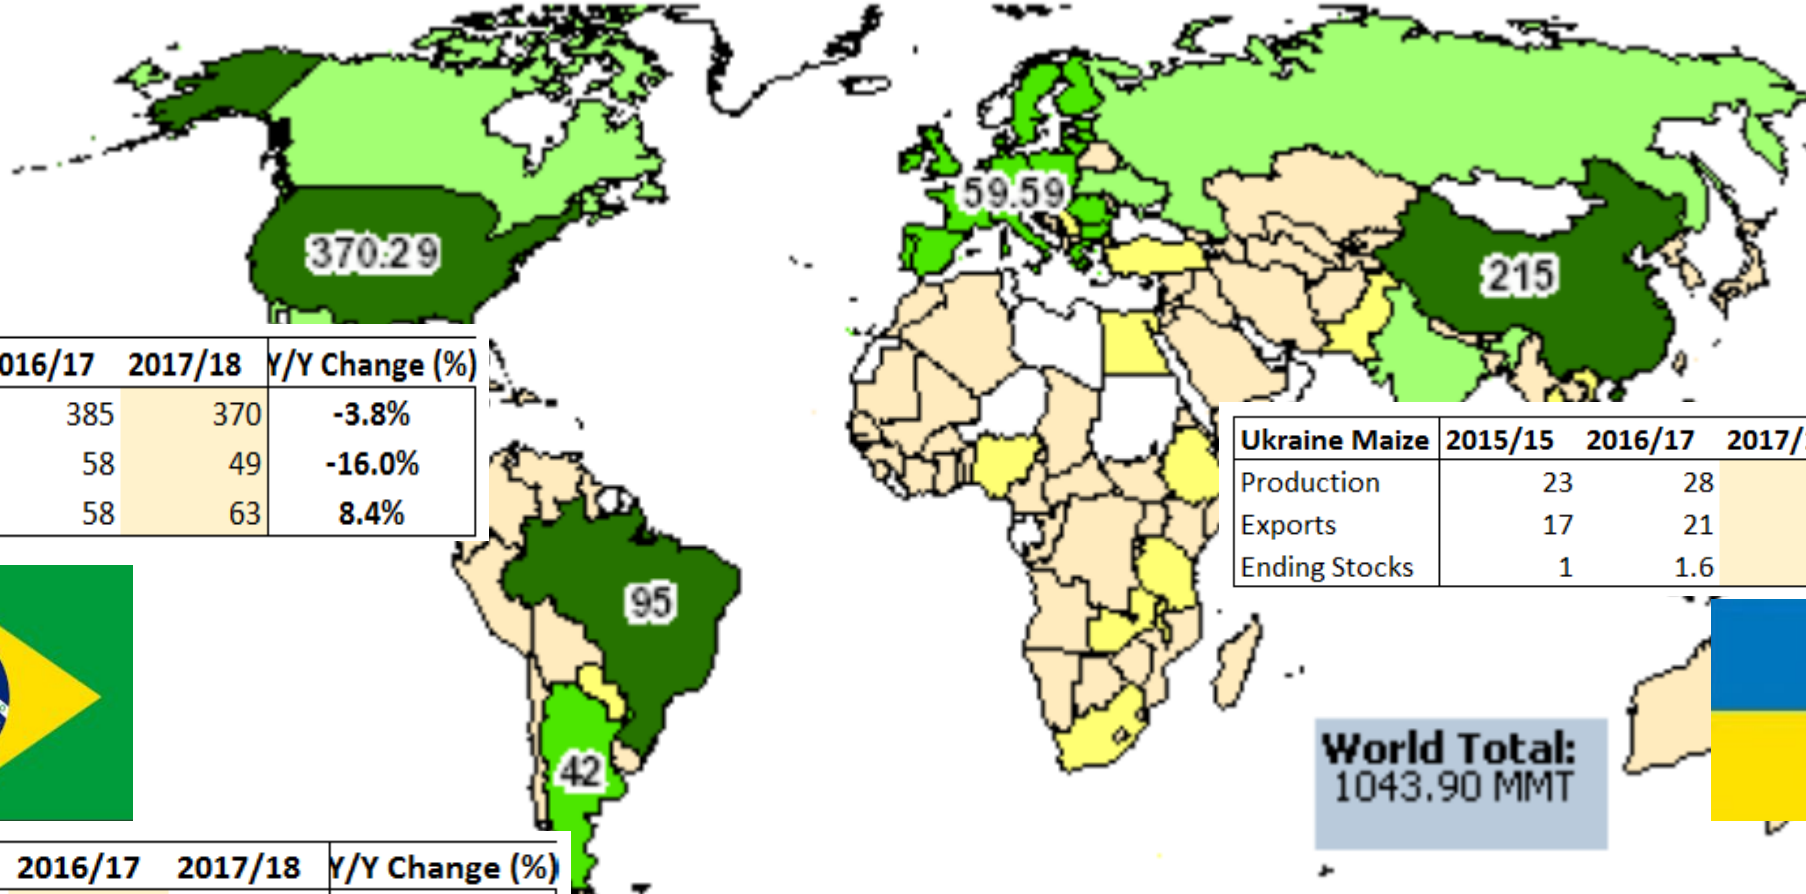 59.59
370.29
215
016/17 2017/18 Y/Y Change (%)
385 370 -3.8%
58 49 -16.0%
58 63 8.4%
Ukraine Maize 2015/15 2016/17 2017/
Production 23 28
Exports 17 21
Ending Stocks 1 1.6
95
42
World Total:
1043.90 MMT
2016/17 2017/18 Y/Y Change (%)